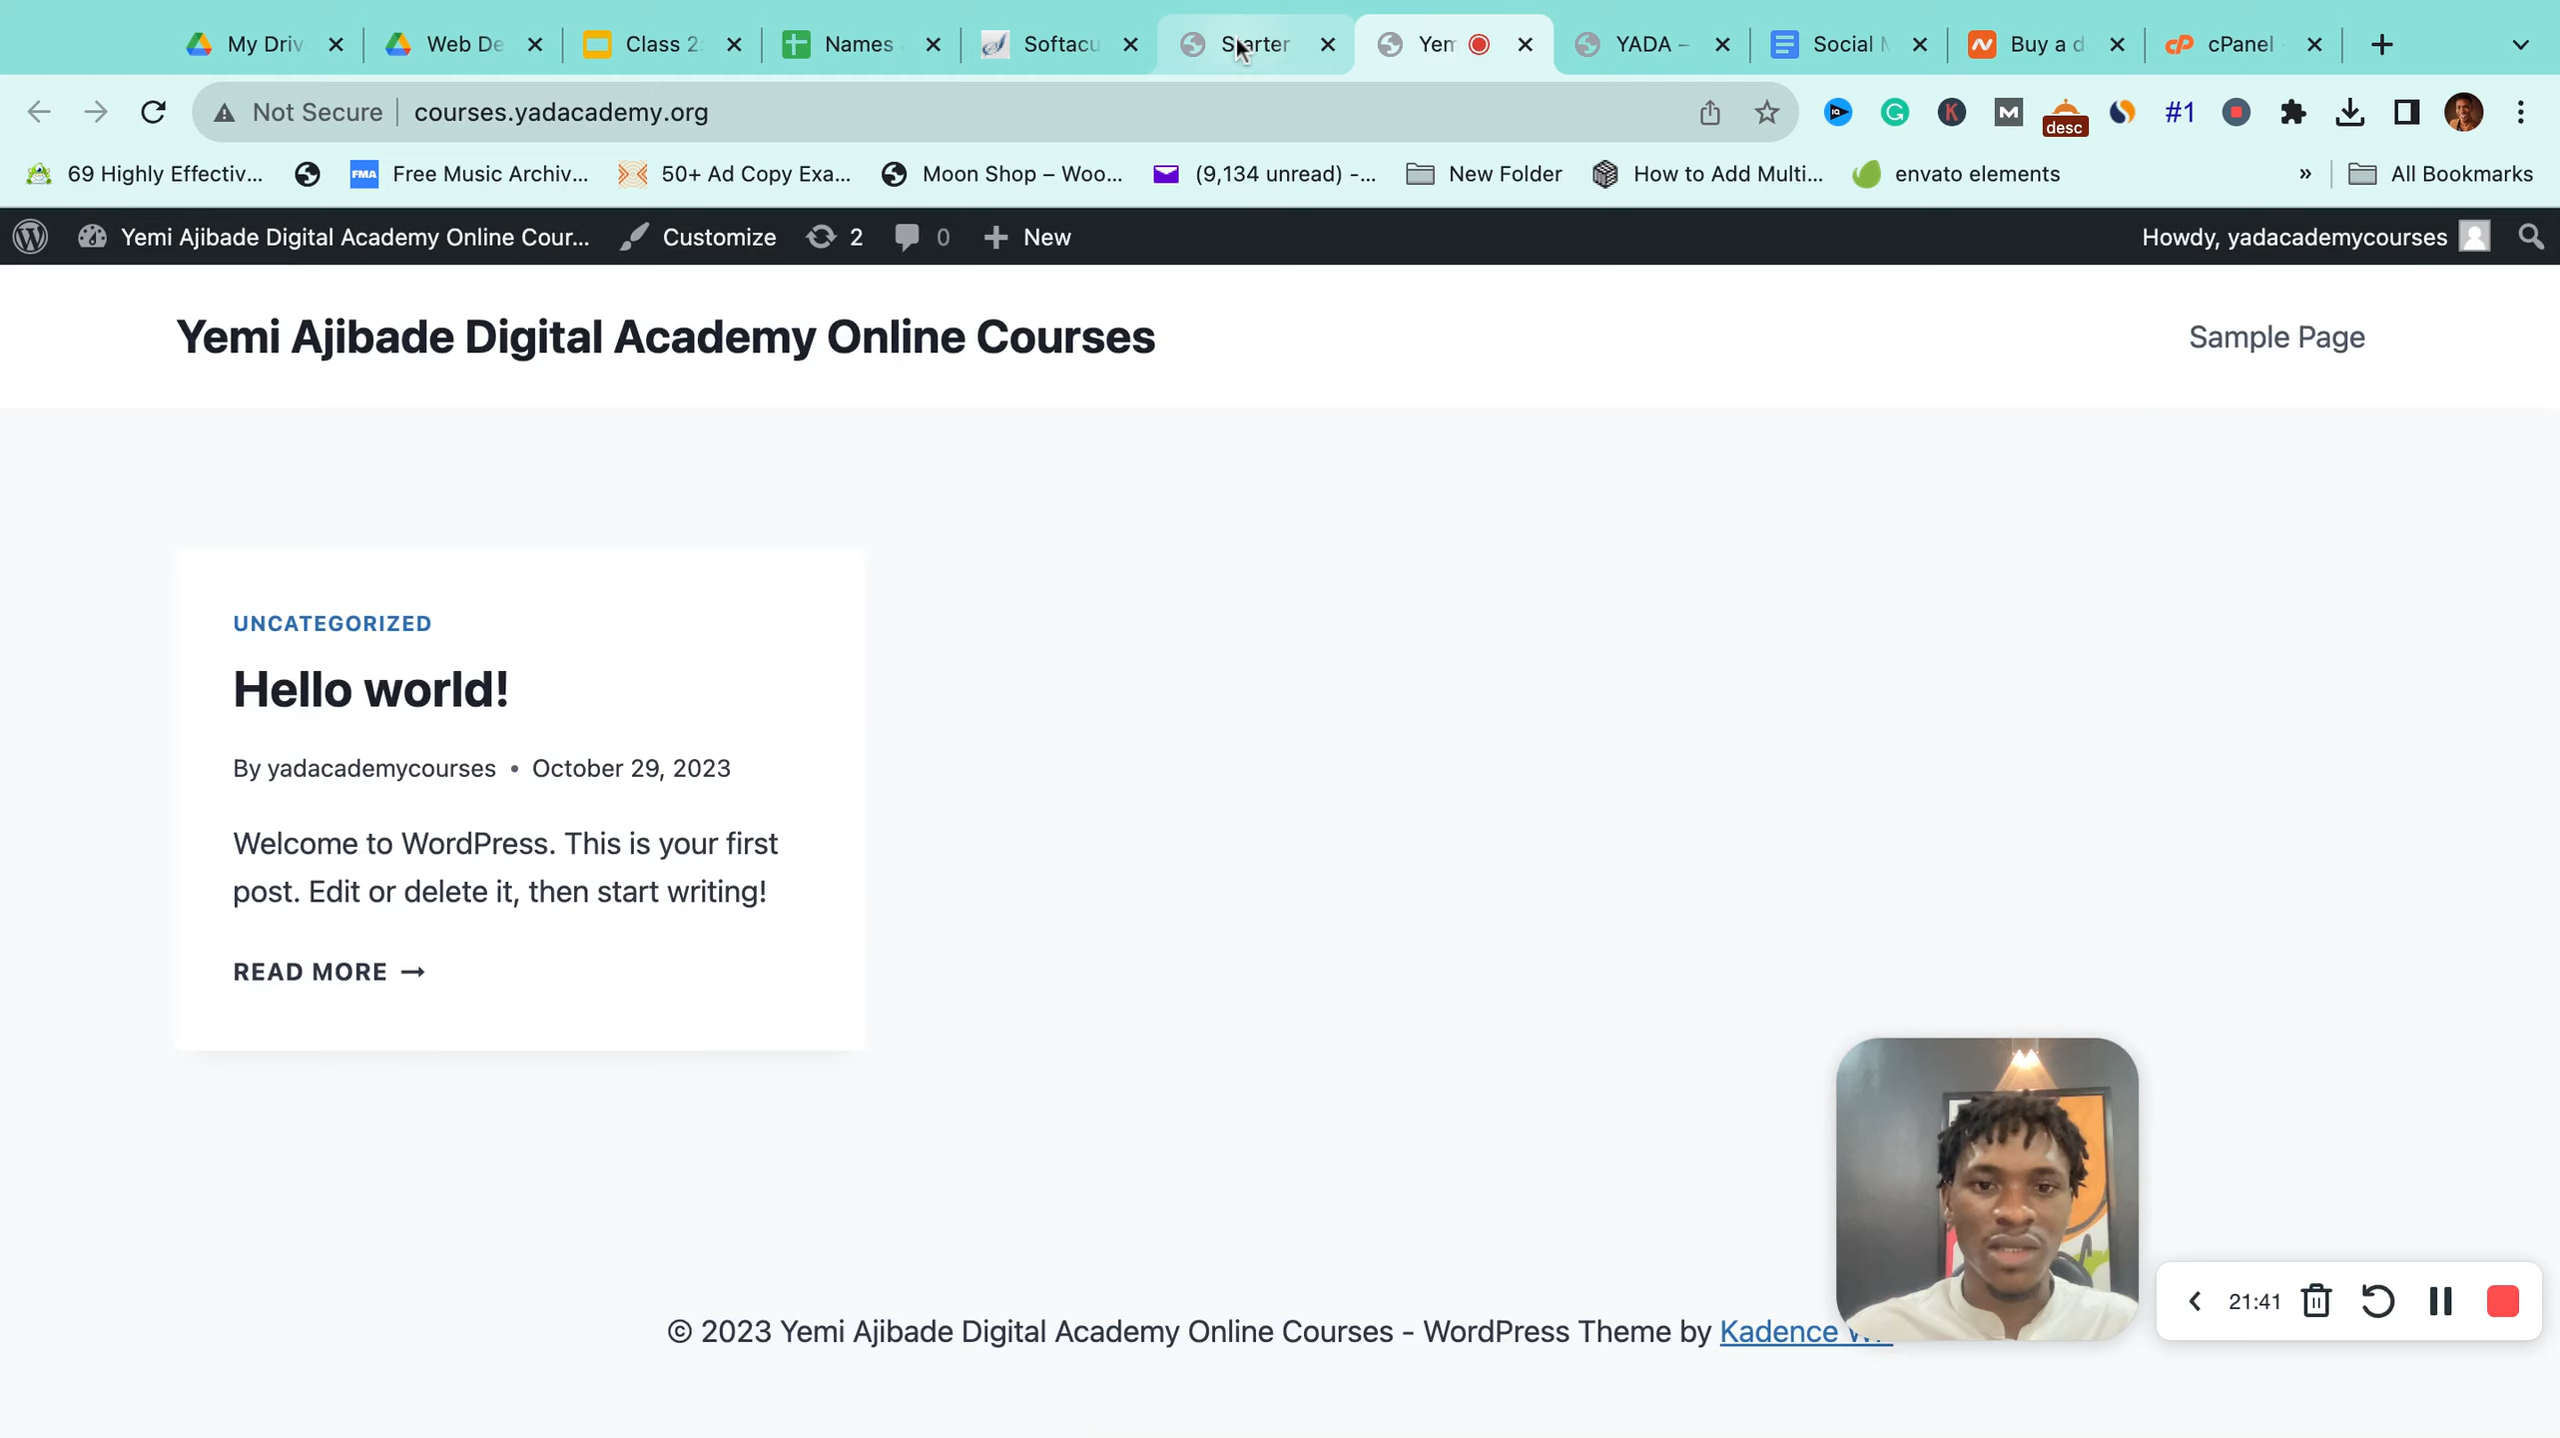 My Driv
Web De
Class 2:
Names
Softacu
Starter
Yem
YADA –
Social M
Buy a d
cPanel
Not Secure
courses.yadacademy.org
#1
desc
69 Highly Effectiv...
FMA
Free Music Archiv...
50+ Ad Copy Exa...
Moon Shop – Woo...
(9,134 unread) -...
New Folder
How to Add Multi...
envato elements
»
All Bookmarks
Yemi Ajibade Digital Academy Online Cour...
Customize
2
0
New
Howdy, yadacademycourses
Yemi Ajibade Digital Academy Online Courses
Sample Page
UNCATEGORIZED
Hello world!
By yadacademycourses • October 29, 2023
Welcome to WordPress. This is your first
post. Edit or delete it, then start writing!
READ MORE →
21:41
© 2023 Yemi Ajibade Digital Academy Online Courses - WordPress Theme by Kadence